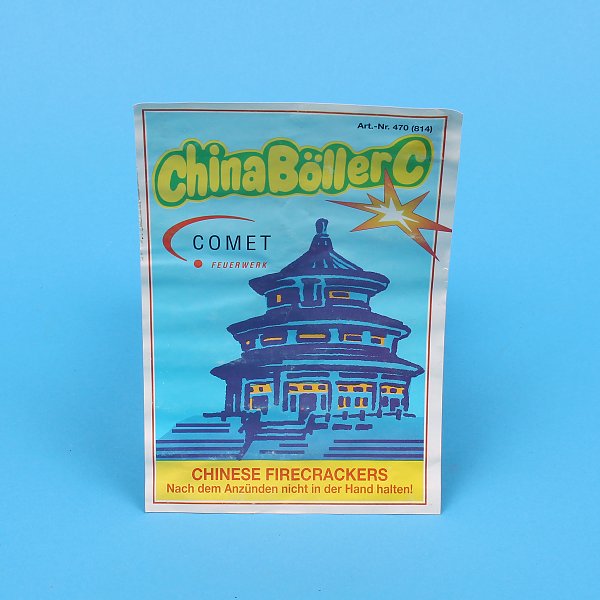 Art.-Nr. 470 (814)
ChinaBöllerC
COMET
FEUERWERK
CHINESE FIRECRACKERS
Nach dem Anzünden nicht in der Hand halten!